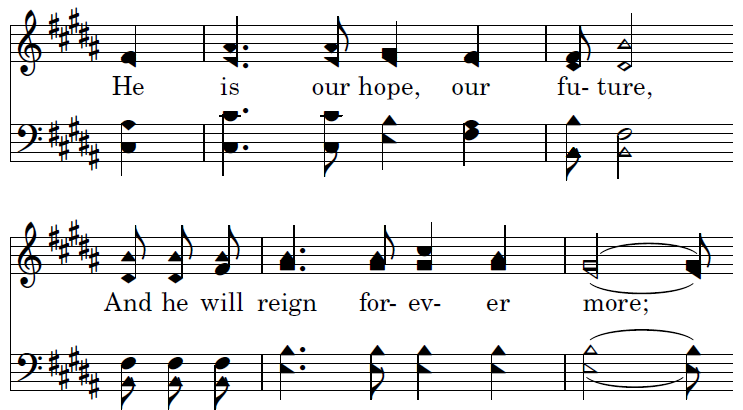 He is our hope, our fu- ture,
And he will reign for- ev- er more;